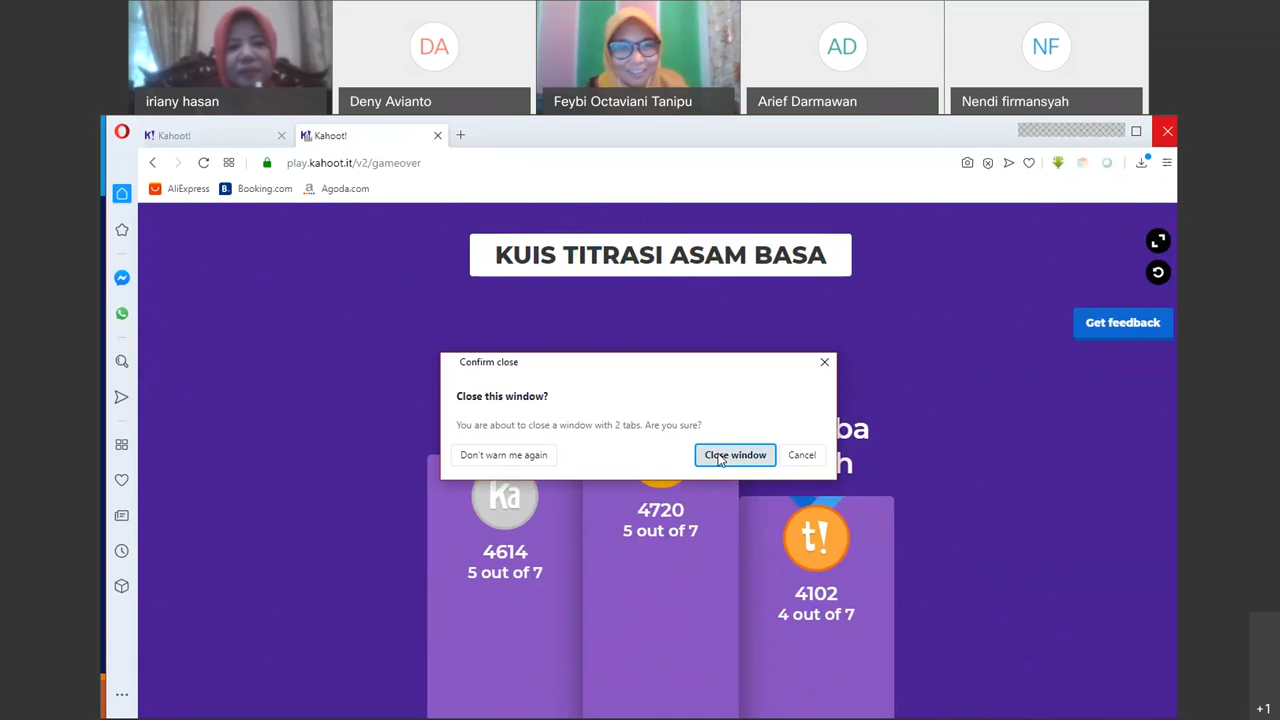 DA
AD
NF
iriany hasan
Deny Avianto
Feybi Octaviani Tanipu
Arief Darmawan
Nendi firmansyah
K! Kahoot!
K! Kahoot!
play.kahoot.it/v2/gameover
AliExpress
B. Booking.com
a Agoda.com
KUIS TITRASI ASAM BASA
Get feedback
Confirm close
Close this window?
You are about to close a window with 2 tabs. Are you sure?
Don't warm me again
Close window
Cancel
ba
h
Ka
4614
5 out of 7
4720
5 out of 7
t!
4102
4 out of 7
+1